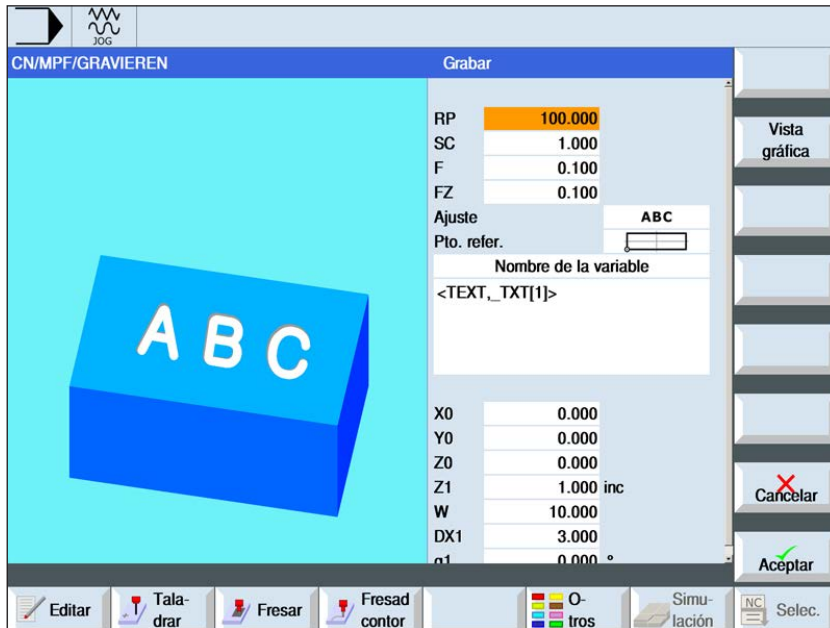 JOG
CN/MPF/GRAVIEREN
Grabar
RP 100.000
SC 1.000
F 0.100
FZ 0.100
Ajuste ABC
Pto. refer.
Nombre de la variable
<TEXT,_TXT[1]>
X0 0.000
Y0 0.000
Z0 0.000
Z1 1.000 inc
W 10.000
DX1 3.000
α1 0.000 °
A B C
Vista
gráfica
Cancelar
Aceptar
Editar
Tala-
drar
Fresar
Fresad
contor
O-
tros
Simu-
lación
NC
Selec.